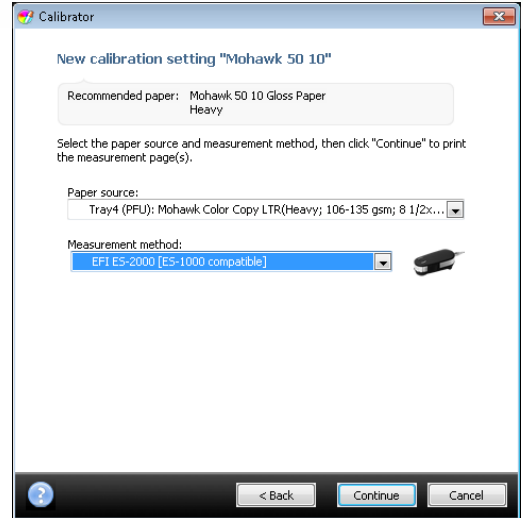 Calibrator
New calibration setting "Mohawk 50 10"
Recommended paper: Mohawk 50 10 Gloss Paper
Heavy
Select the paper source and measurement method, then click "Continue" to print
the measurement page(s).
Paper source:
Tray4 (PFU): Mohawk Color Copy LTR(Heavy; 106-135 gsm; 8 1/2x...
Measurement method:
EFI ES-2000 [ES-1000 compatible]
?
< Back Continue Cancel